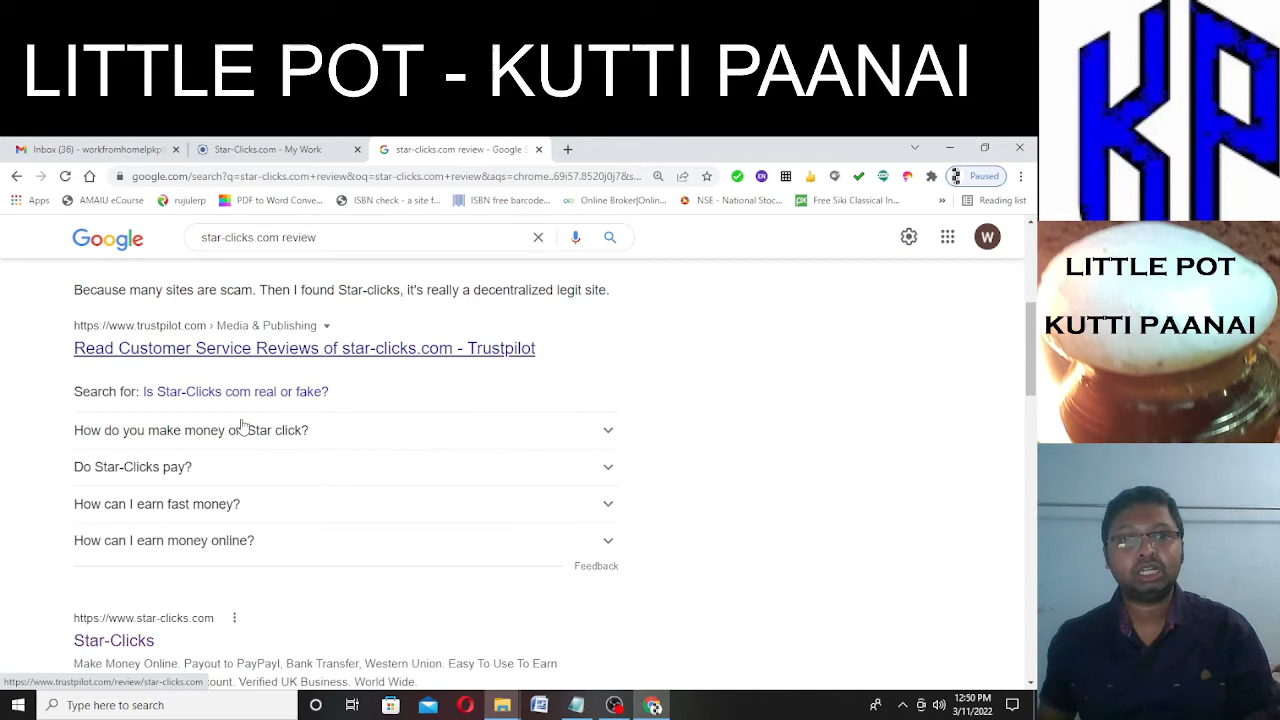 LITTLE POT - KUTTI PAANAI
KP
Inbox (36) - workfromhomelpkp
Star-Clicks.com - My Work
star-clicks.com review - Google S
google.com/search?q=star-clicks.com+review&oq=star-clicks.com+review&aqs=chrome..69i57.8520j0j7&s...
Paused
Apps
AMAIU eCourse
rujulerp
PDF to Word Conve...
ISBN check - a site f...
ISBN free barcode...
Online Broker|Onlin...
NSE - National Stoc...
Free Siki Classical In...
»
Reading list
Google
star-clicks.com review
W
LITTLE POT
KUTTI PAANAI
Because many sites are scam. Then I found Star-clicks, it's really a decentralized legit site.
https://www.trustpilot.com › Media & Publishing
Read Customer Service Reviews of star-clicks.com - Trustpilot
Search for: Is Star-Clicks com real or fake?
How do you make money on Star click?
Do Star-Clicks pay?
How can I earn fast money?
How can I earn money online?
Feedback
https://www.star-clicks.com
Star-Clicks
Make Money Online. Payout to PayPayl, Bank Transfer, Western Union. Easy To Use To Earn
count. Verified UK Business. World Wide.
https://www.trustpilot.com/review/star-clicks.com
Type here to search
12:50 PM
3/11/2022